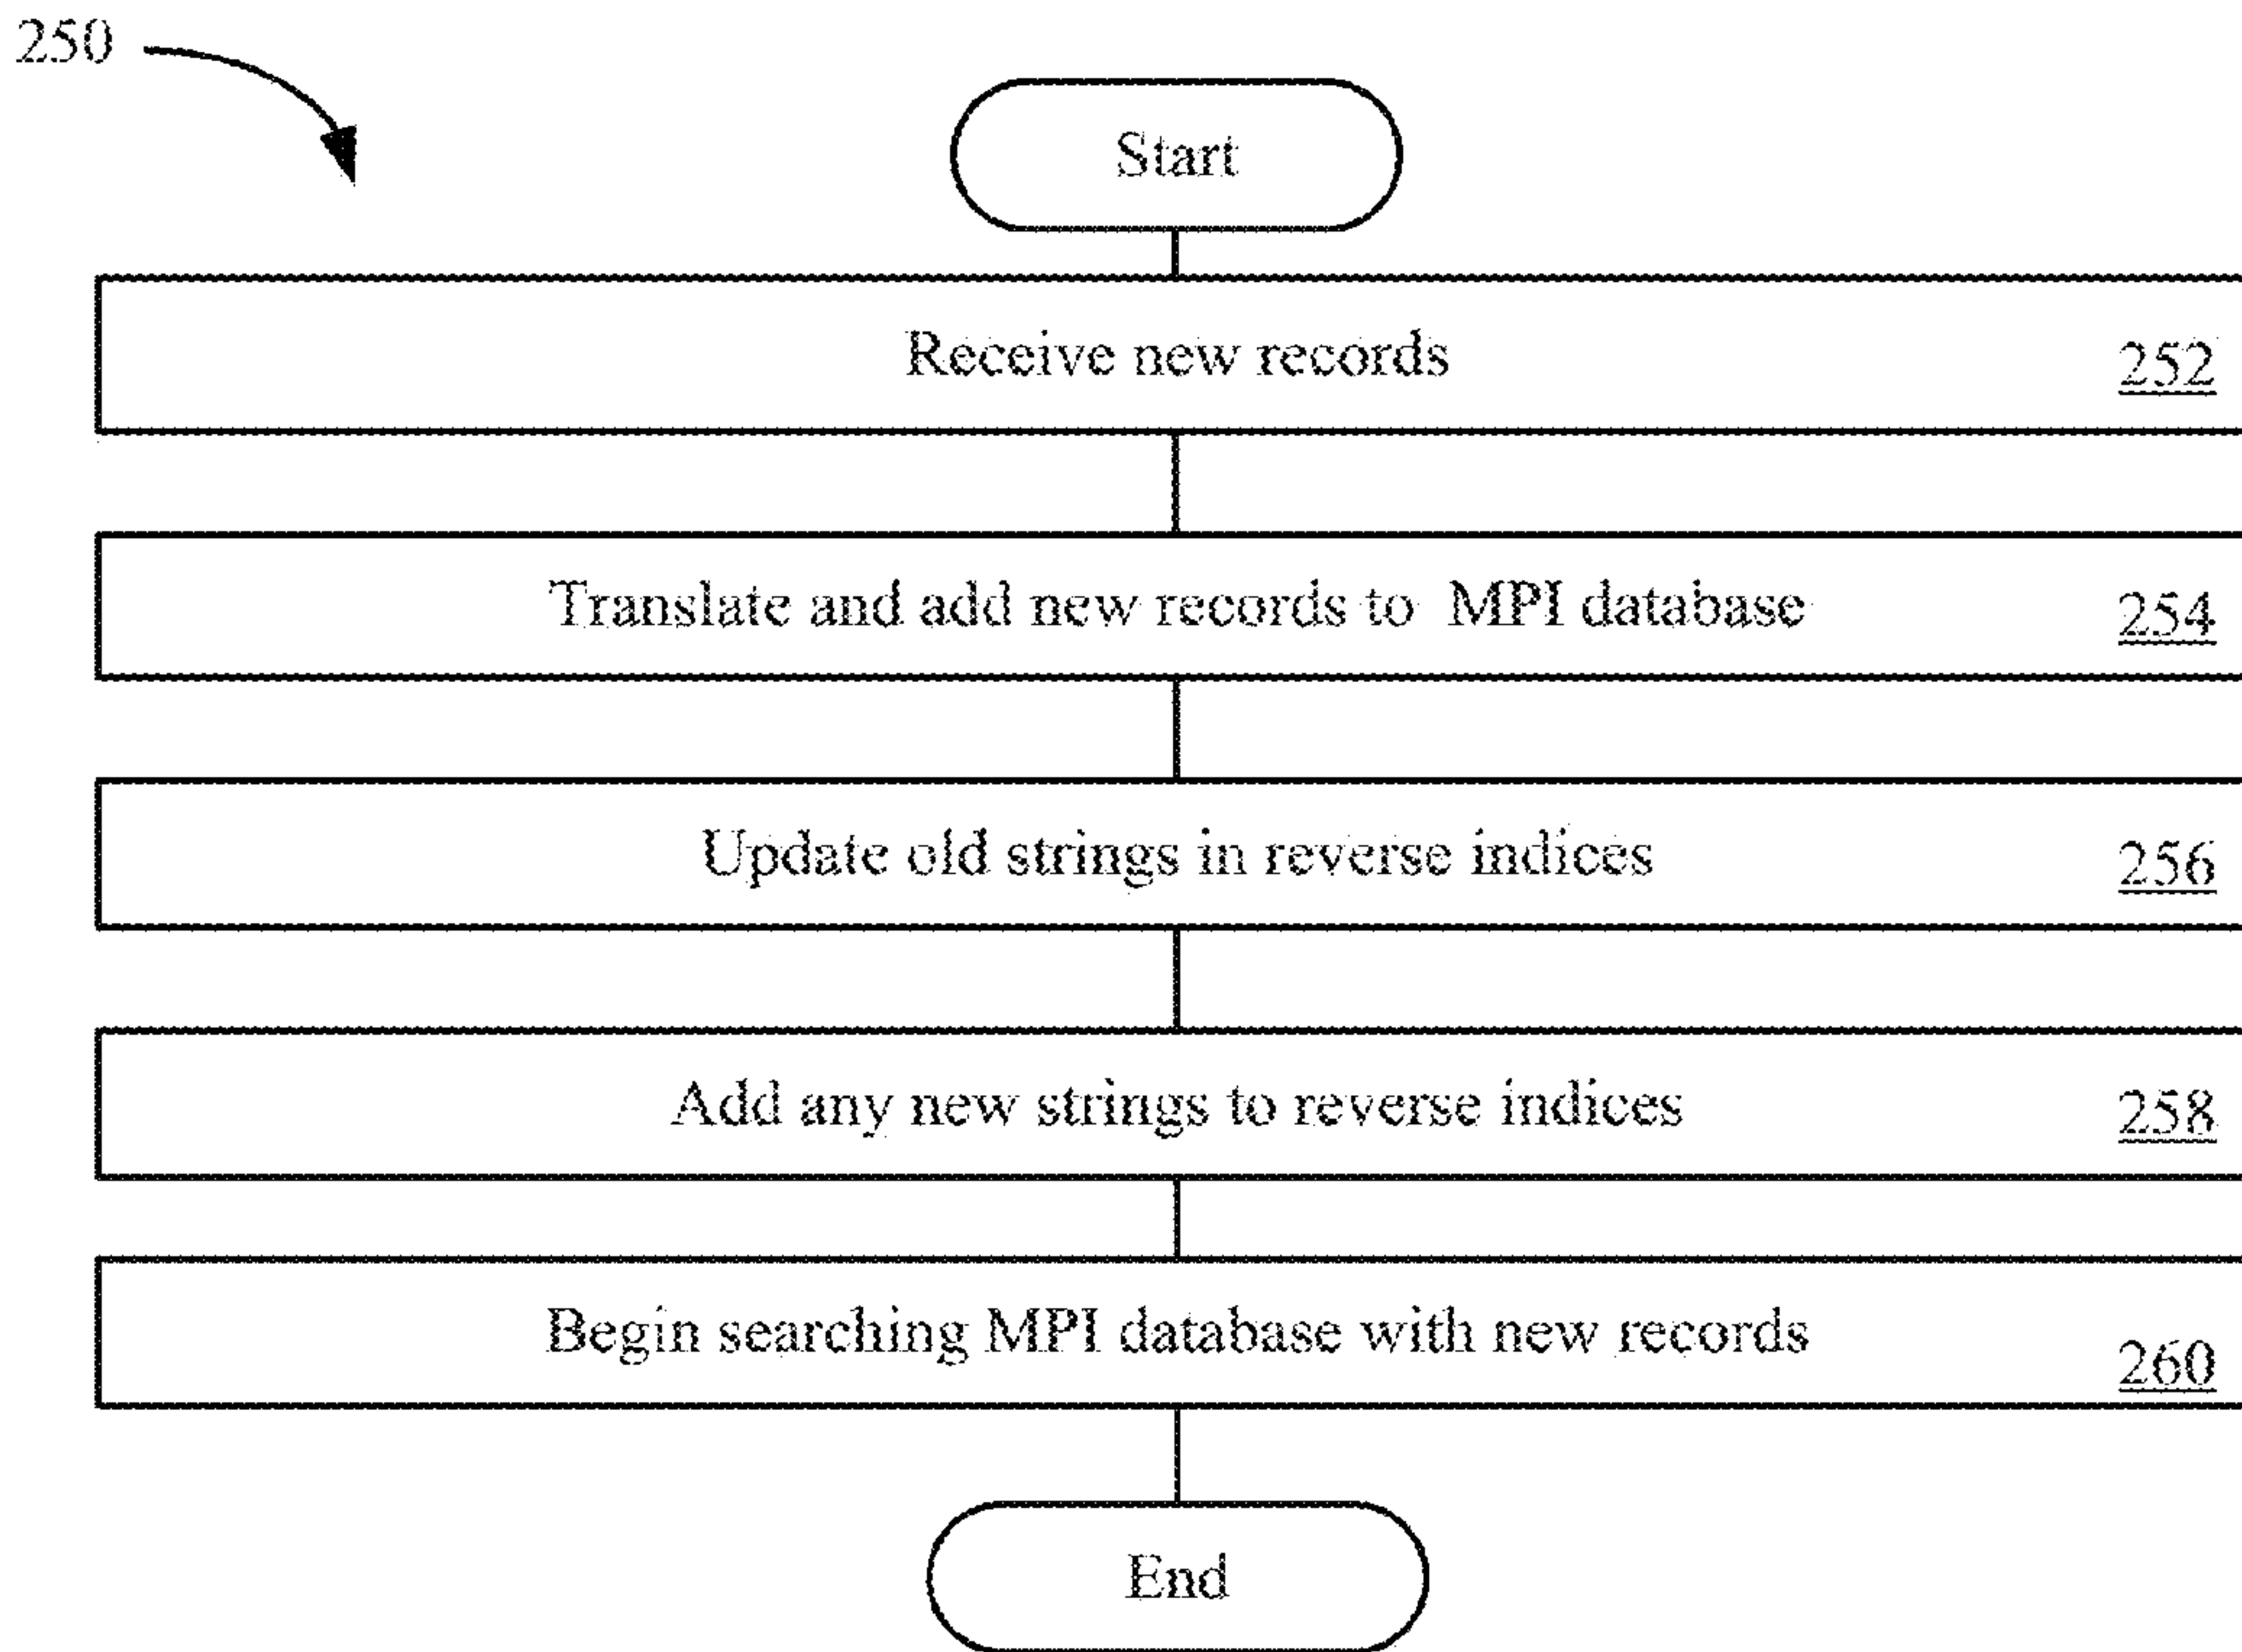 250
Start
Receive new records 252
Translate and add new records to MPI database 254
Update old strings in reverse indices 256
Add any new strings to reverse indices 258
Begin searching MPI database with new records 260
End